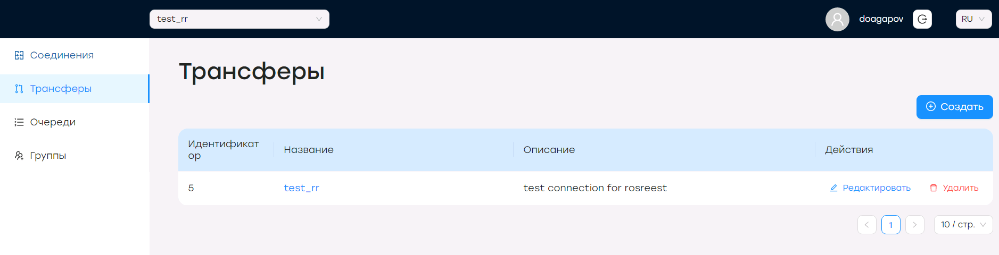 test_rr
doagapov
RU
Соединения
Трансферы
Очереди
Группы
Трансферы
Создать
Идентификат
ор
Название
Описание
Действия
5
test_rr
test connection for rosreest
Редактировать
Удалить
1
10 / стр.